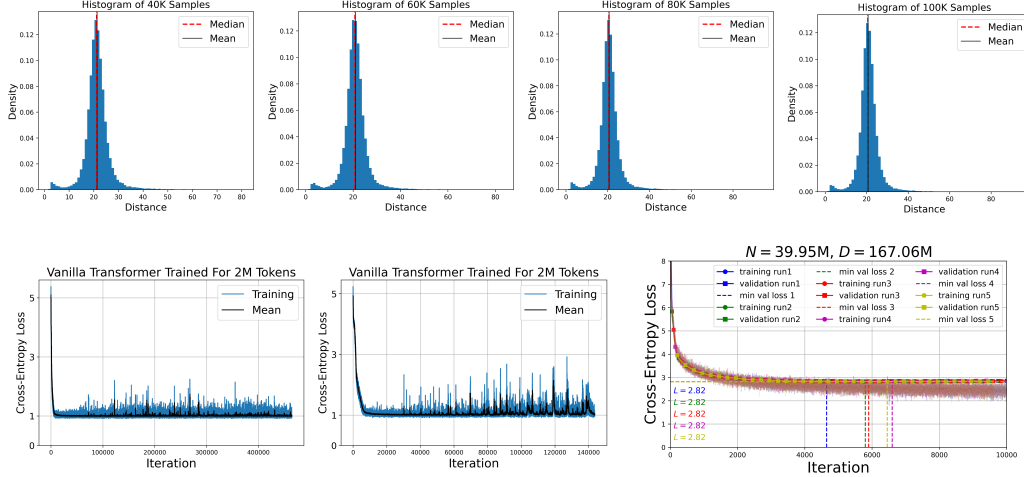 Histogram of 40K Samples
Density
0.12
0.10
0.08
0.06
0.04
0.02
0.00
0 10 20 30 40 50 60 70 80
Distance
Median
Mean
Histogram of 60K Samples
Density
0.12
0.10
0.08
0.06
0.04
0.02
0.00
0 20 40 60 80
Distance
Median
Mean
Histogram of 80K Samples
Density
0.12
0.10
0.08
0.06
0.04
0.02
0.00
0 20 40 60 80
Distance
Median
Mean
Histogram of 100K Samples
Density
0.12
0.10
0.08
0.06
0.04
0.02
0.00
0 20 40 60 80
Distance
Median
Mean
Vanilla Transformer Trained For 2M Tokens
Cross-Entropy Loss
5
3
1
0
0 100000 200000 300000 400000
Iteration
Training
Mean
Vanilla Transformer Trained For 2M Tokens
Cross-Entropy Loss
5
3
1
0
0 20000 40000 60000 80000 100000 120000 140000
Iteration
Training
Mean
N = 39.95M, D = 167.06M
Cross-Entropy Loss
8
7
6
5
4
3
2
1
0
0 2000 4000 6000 8000 10000
Iteration
training run1
validation run1
min val loss 1
training run2
validation run2
min val loss 2
training run3
validation run3
min val loss 3
training run4
validation run4
min val loss 4
training run5
validation run5
min val loss 5
L = 2.82
L = 2.82
L = 2.82
L = 2.82
L = 2.82